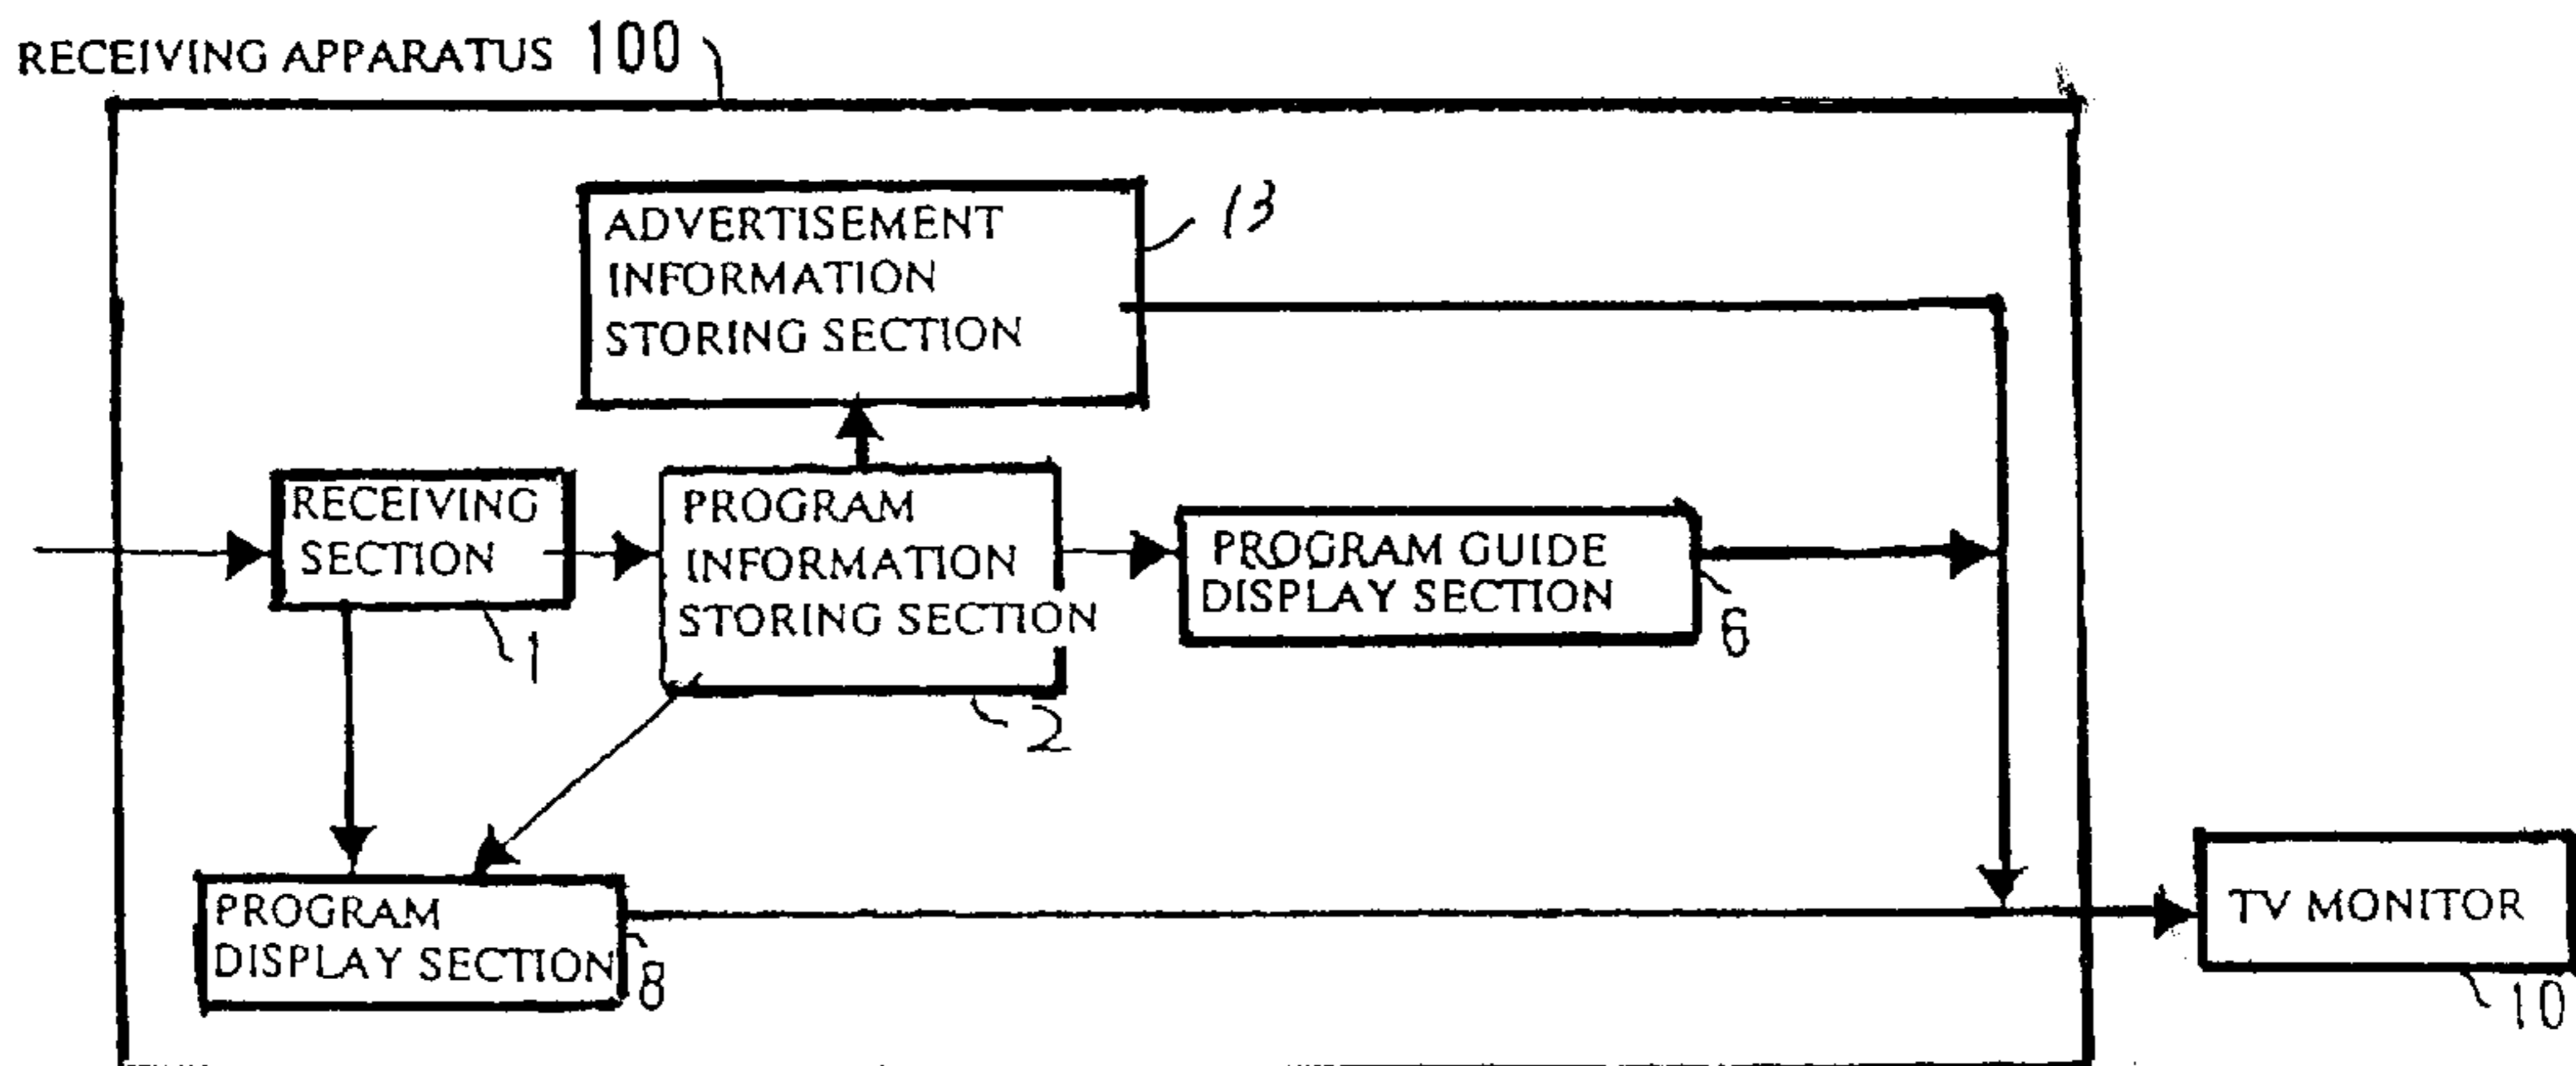 RECEIVING APPARATUS 100
ADVERTISEMENT
INFORMATION
STORING SECTION
13
RECEIVING
SECTION
1
PROGRAM
INFORMATION
STORING SECTION
2
PROGRAM GUIDE
DISPLAY SECTION
6
PROGRAM
DISPLAY SECTION
8
TV MONITOR
10